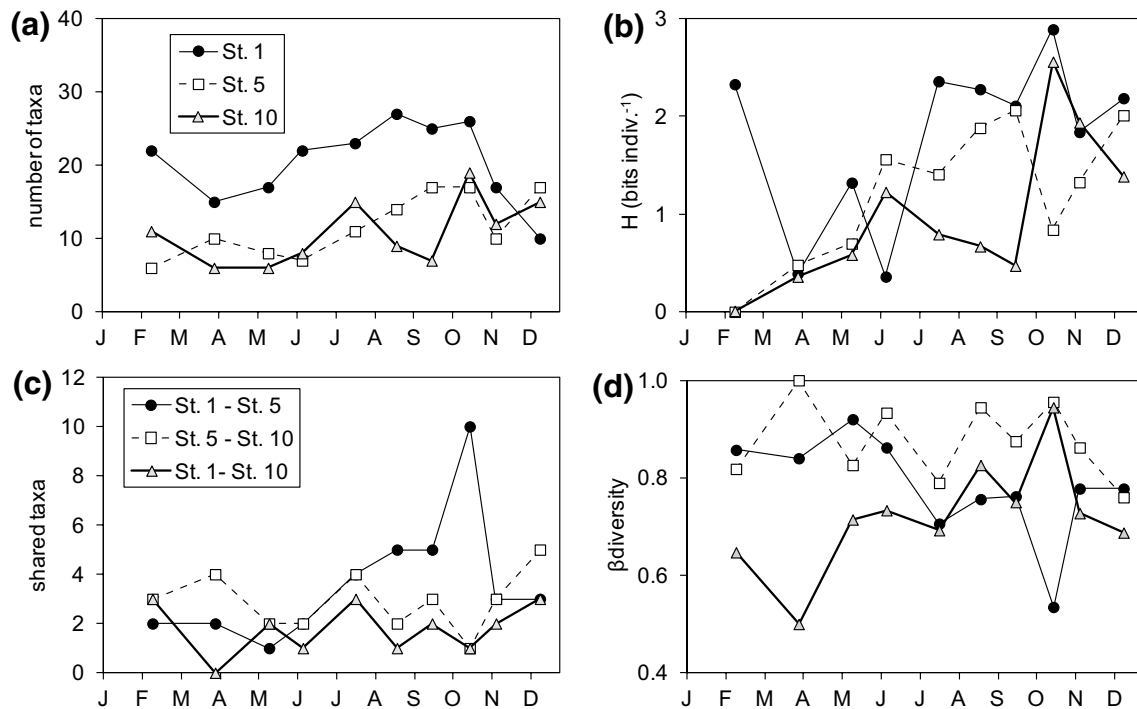 (a)
40
30
20
10
0
number of taxa
St. 1
St. 5
St. 10
J F M A M J J A S O N D
(b)
3
2
1
0
H (bits indiv.-1)
J F M A M J J A S O N D
(c)
12
10
8
6
4
2
0
shared taxa
St. 1 - St. 5
St. 5 - St. 10
St. 1- St. 10
J F M A M J J A S O N D
(d)
1.0
0.8
0.6
0.4
βdiversity
J F M A M J J A S O N D